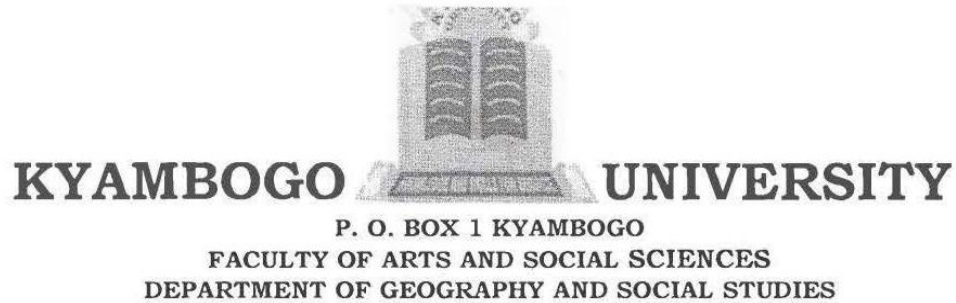 KYAMBOGO UNIVERSITY
P. O. BOX 1 KYAMBOGO
FACULTY OF ARTS AND SOCIAL SCIENCES
DEPARTMENT OF GEOGRAPHY AND SOCIAL STUDIES